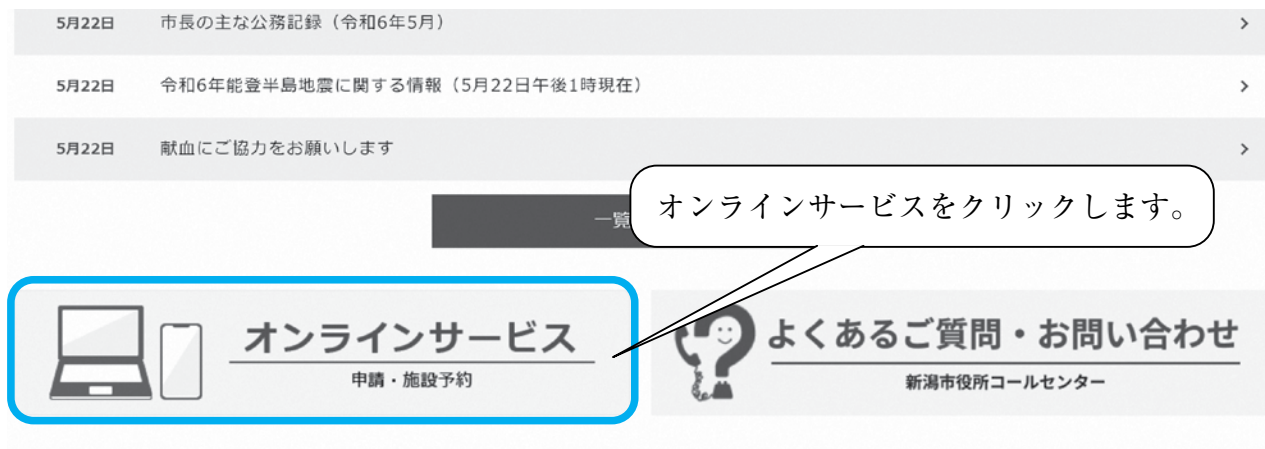 5月22日 市長の主な公務記録（令和6年5月）
5月22日 令和6年能登半島地震に関する情報（5月22日午後1時現在）
5月22日 献血にご協力をお願いします
一覧
オンラインサービスをクリックします。
オンラインサービス
申請・施設予約
よくあるご質問・お問い合わせ
新潟市役所コールセンター